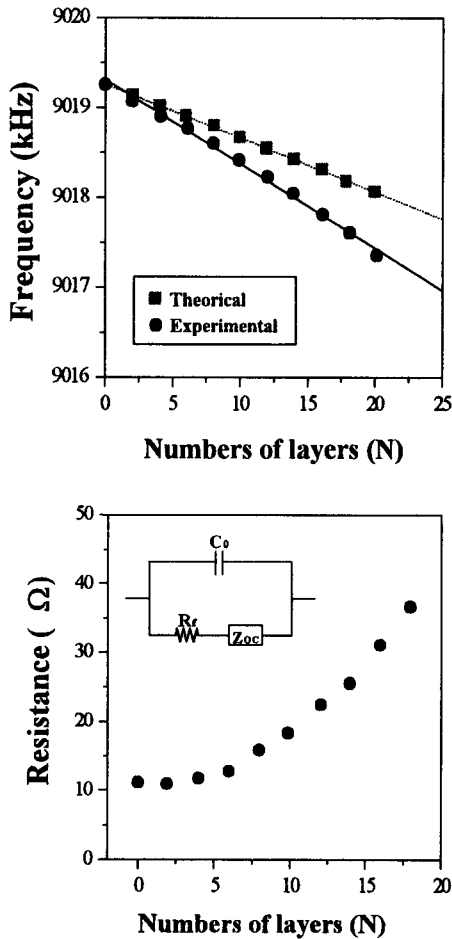 9020
9019
9018
9017
9016
Frequency (kHz)
Theorical
Experimental
0 5 10 15 20 25
Numbers of layers (N)
50
40
30
20
10
0
Resistance ( Ω)
C₀
Rf
Zoc
0 5 10 15 20
Numbers of layers (N)